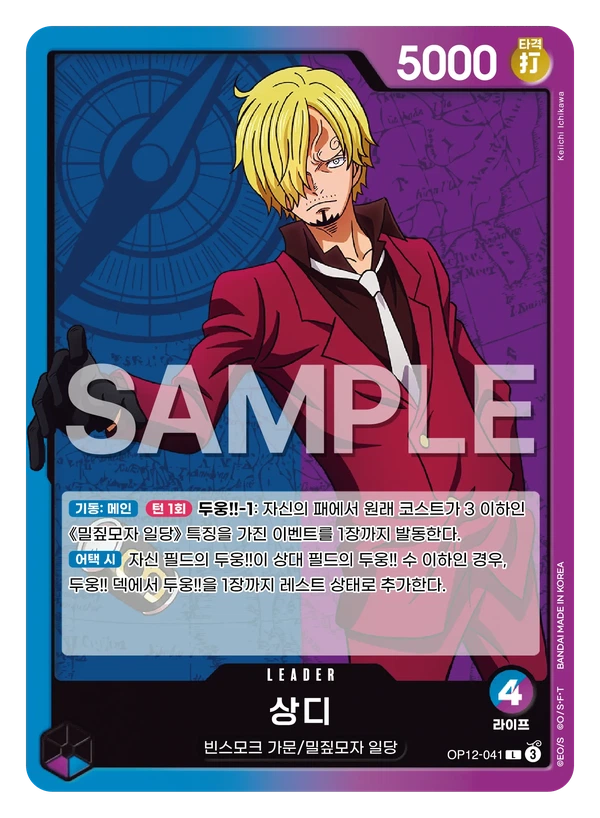 5000
타격
打
Keiichi Ichikawa
SAMPLE
기동: 메인 턴 1회 두웅!!-1: 자신의 패에서 원래 코스트가 3 이하인
《밀짚모자 일당》 특징을 가진 이벤트를 1장까지 발동한다.
어택 시 자신 필드의 두웅!!이 상대 필드의 두웅!! 수 이하인 경우,
두웅!! 덱에서 두웅!!을 1장까지 레스트 상태로 추가한다.
LEADER
상디
빈스모크 가문/밀짚모자 일당
4
라이프
OP12-041 L 3
©EO/S ©O/S·F·T BANDAI MADE IN KOREA